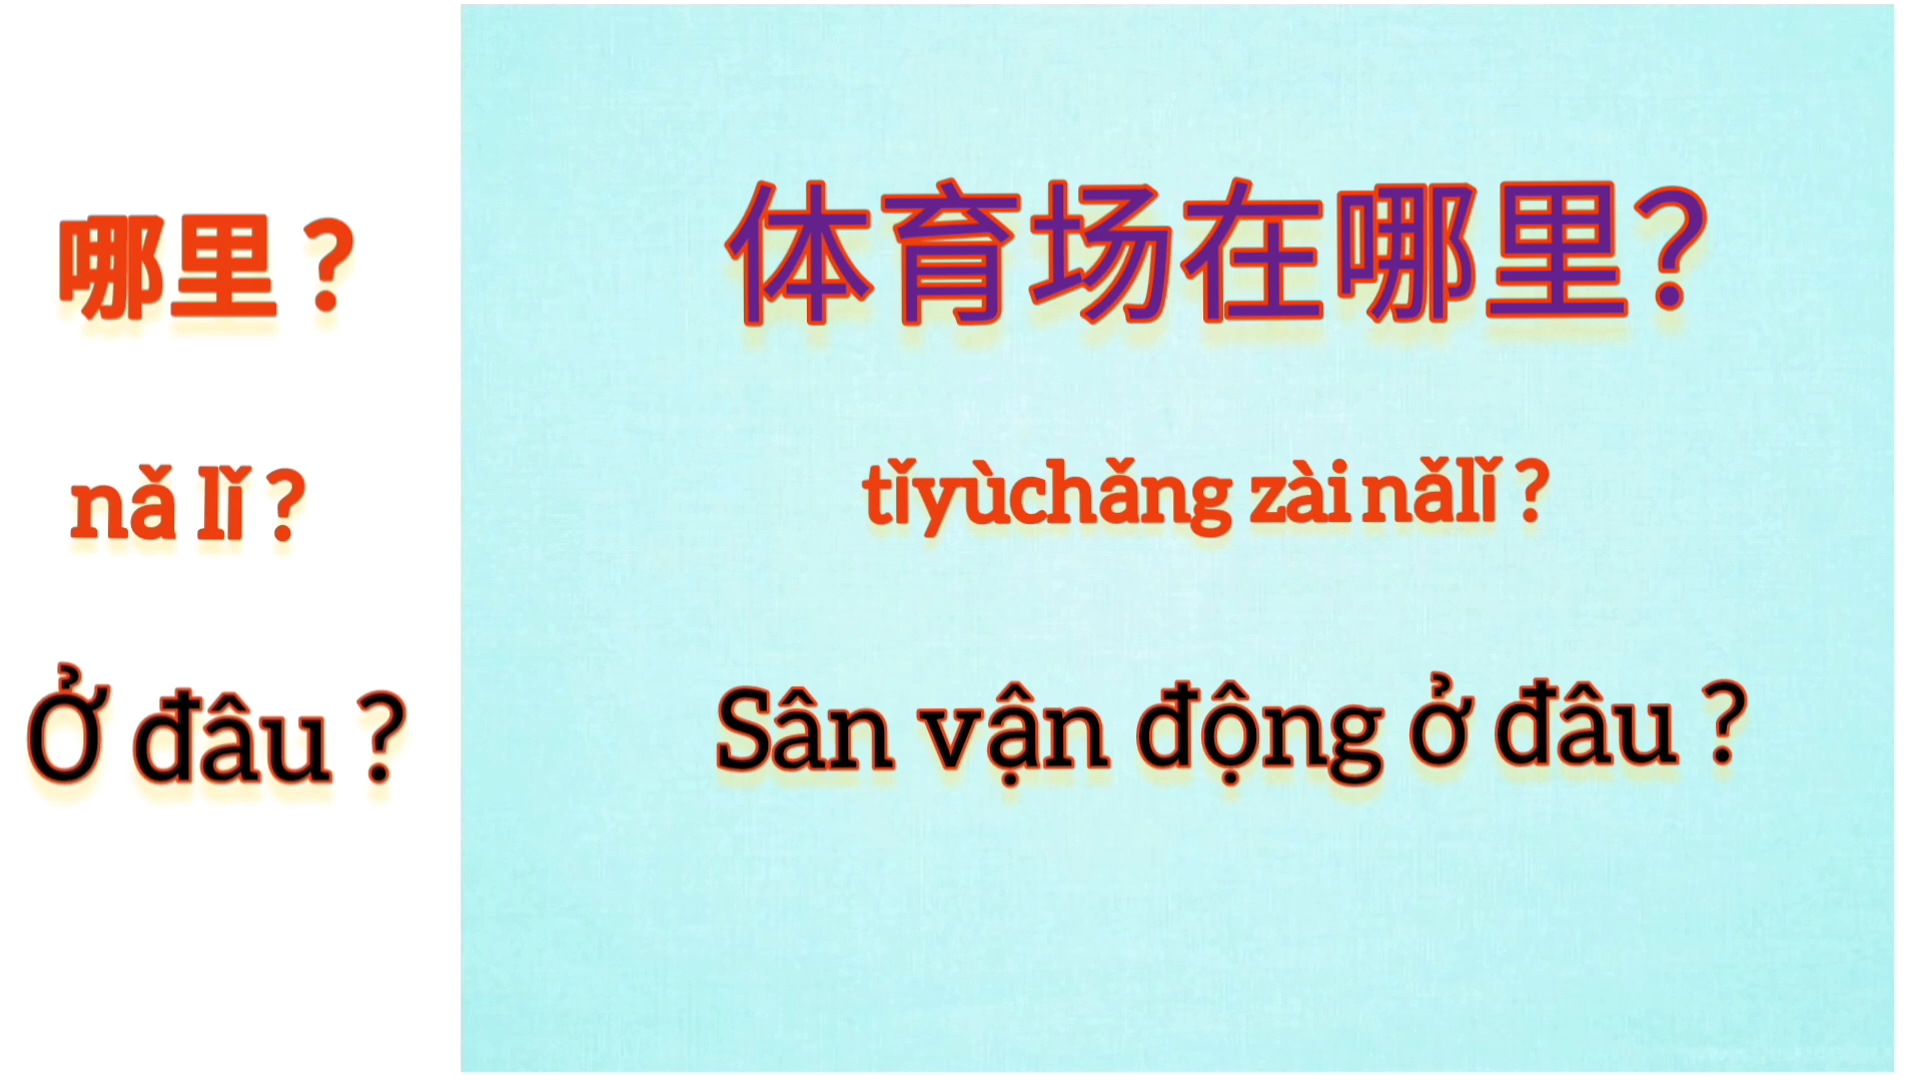 哪里？
nǎ lǐ ?
Ở đâu ?
体育场在哪里？
tǐyùchǎng zài nǎlǐ ?
Sân vận động ở đâu ?